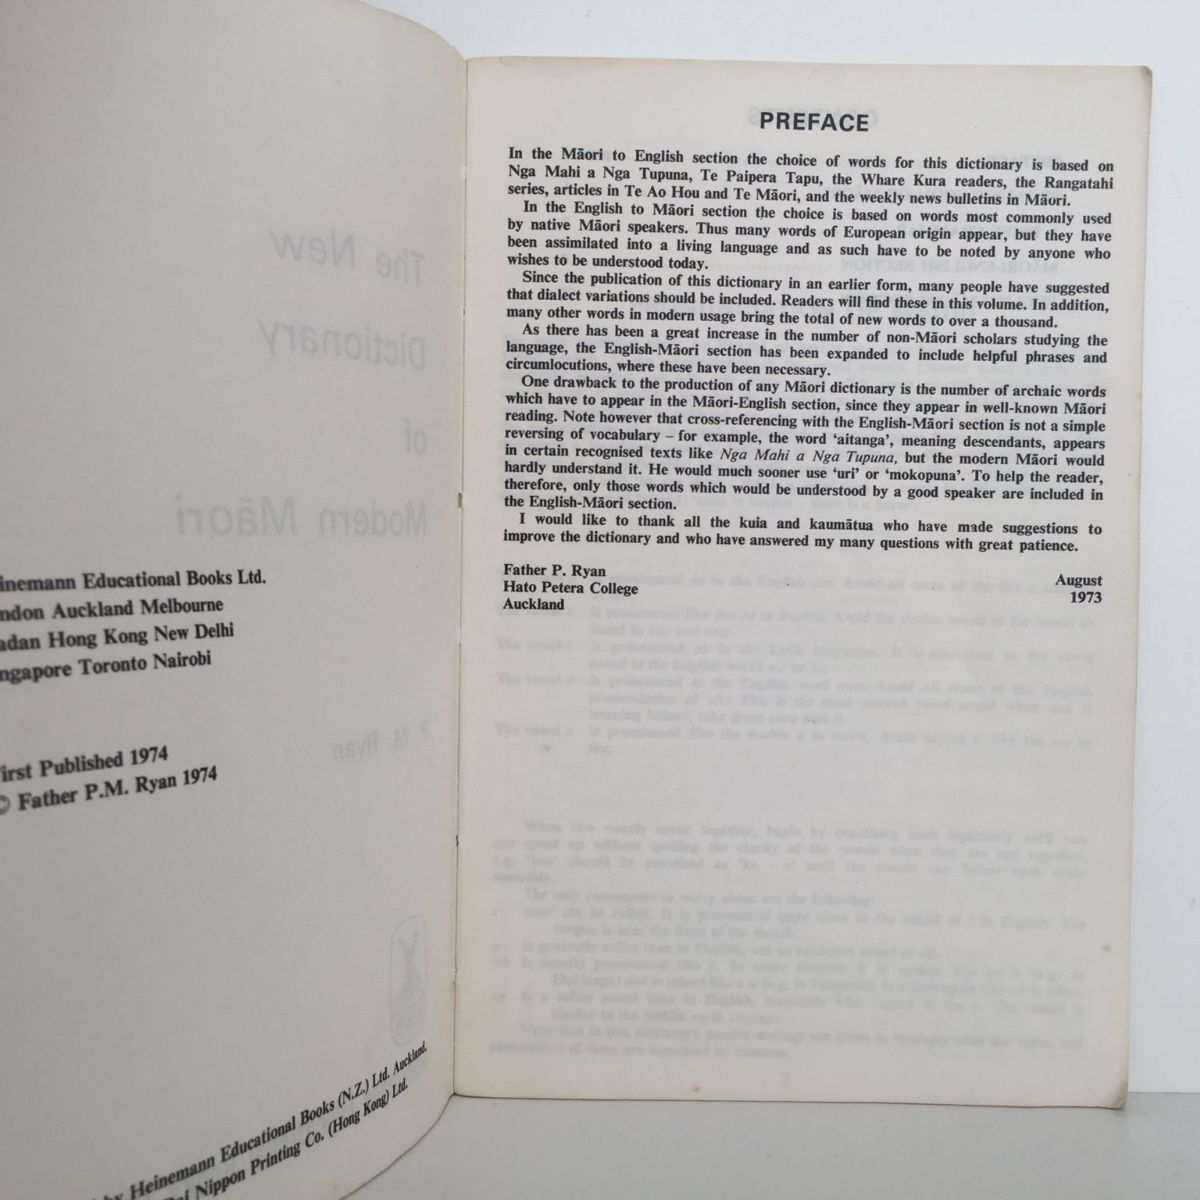 Heinemann Educational Books Ltd.
London Auckland Melbourne
Hong Kong New Delhi
Singapore Toronto Nairobi
First Published 1974
© Father P.M. Ryan 1974
by Heinemann Educational Books (N.Z.) Ltd. Auckland.
Nippon Printing Co. (Hong Kong) Ltd.
The New
Dictionary
of
Modern Māori
P. M. Ryan
PREFACE
In the Māori to English section the choice of words for this dictionary is based on
Nga Mahi a Nga Tupuna, Te Paipera Tapu, the Whare Kura readers, the Rangatahi
series, articles in Te Ao Hou and Te Māori, and the weekly news bulletins in Māori.
In the English to Māori section the choice is based on words most commonly used
by native Māori speakers. Thus many words of European origin appear, but they have
been assimilated into a living language and as such have to be noted by anyone who
wishes to be understood today.
Since the publication of this dictionary in an earlier form, many people have suggested
that dialect variations should be included. Readers will find these in this volume. In addition,
many other words in modern usage bring the total of new words to over a thousand.
As there has been a great increase in the number of non-Māori scholars studying the
language, the English-Māori section has been expanded to include helpful phrases and
circumlocutions, where these have been necessary.
One drawback to the production of any Māori dictionary is the number of archaic words
which have to appear in the Māori-English section, since they appear in well-known Māori
reading. Note however that cross-referencing with the English-Māori section is not a simple
reversing of vocabulary – for example, the word ‘aitanga’, meaning descendants, appears
in certain recognised texts like Nga Mahi a Nga Tupuna, but the modern Māori would
hardly understand it. He would much sooner use ‘uri’ or ‘mokopuna’. To help the reader,
therefore, only those words which would be understood by a good speaker are included in
the English-Māori section.
I would like to thank all the kuia and kaumātua who have made suggestions to
improve the dictionary and who have answered my many questions with great patience.
Father P. Ryan
Hato Petera College
Auckland
August
1973